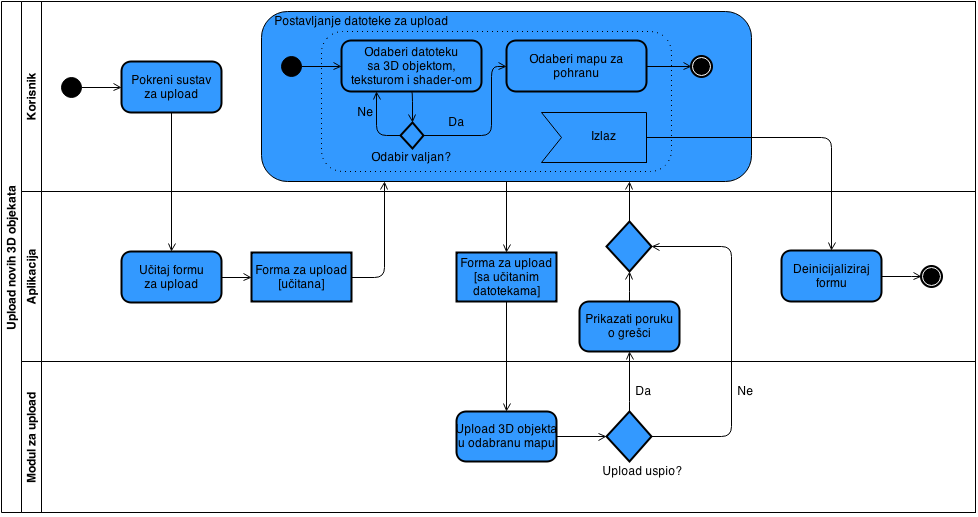 Upload novih 3D objekata
Korisnik
Pokreni sustav
za upload
Postavljanje datoteke za upload
Odaberi datoteku
sa 3D objektom,
teksturom i shader-om
Ne
Da
Odabir valjan?
Odaberi mapu za
pohranu
Izlaz
Aplikacija
Učitaj formu
za upload
Forma za upload
[učitana]
Forma za upload
[sa učitanim
datotekama]
Prikazati poruku
o grešci
Deinicijaliziraj
formu
Modul za upload
Upload 3D objekta
u odabranu mapu
Da
Ne
Upload uspio?